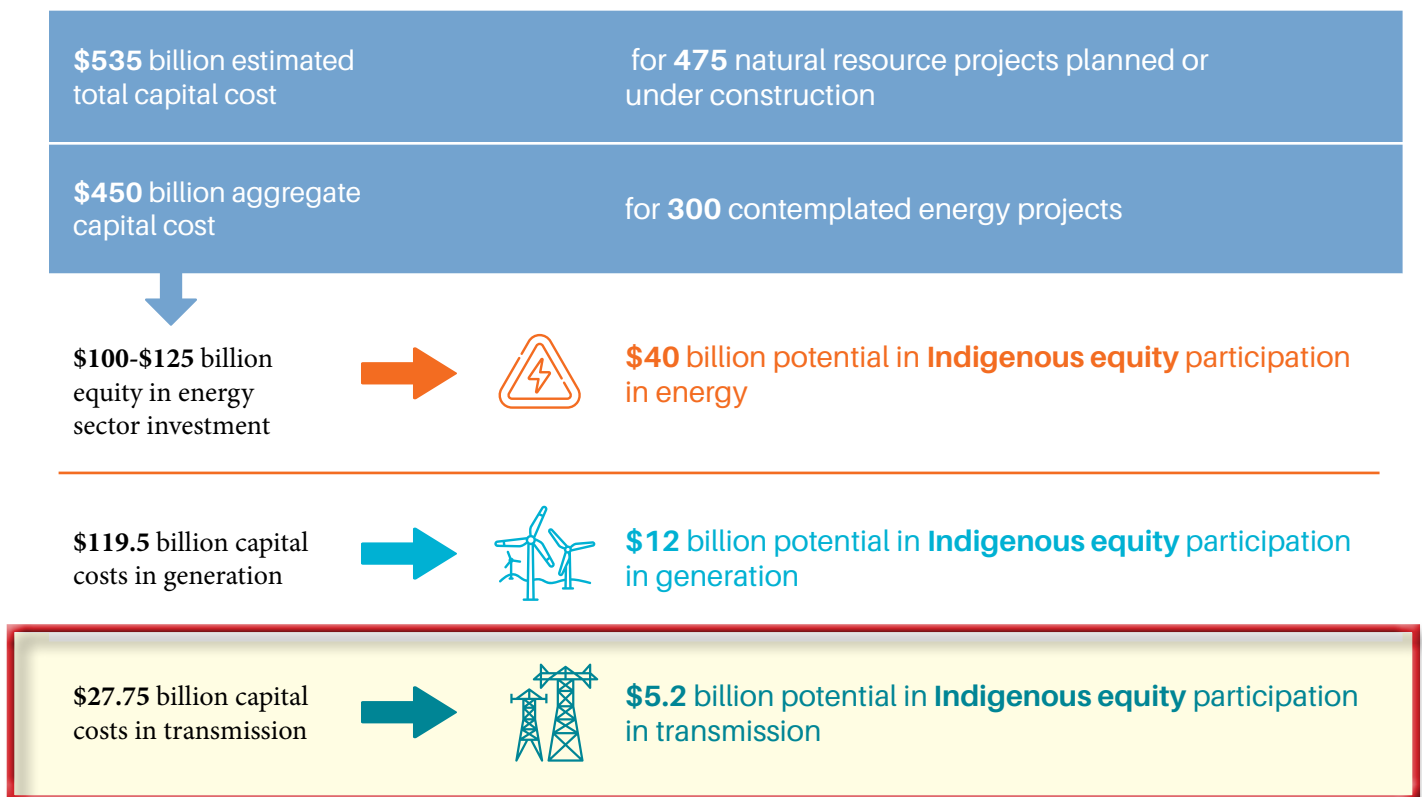 $535 billion estimated
total capital cost
for 475 natural resource projects planned or
under construction
$450 billion aggregate
capital cost
for 300 contemplated energy projects
$100-$125 billion
equity in energy
sector investment
$40 billion potential in Indigenous equity participation
in energy
$119.5 billion capital
costs in generation
$12 billion potential in Indigenous equity participation
in generation
$27.75 billion capital
costs in transmission
$5.2 billion potential in Indigenous equity participation
in transmission